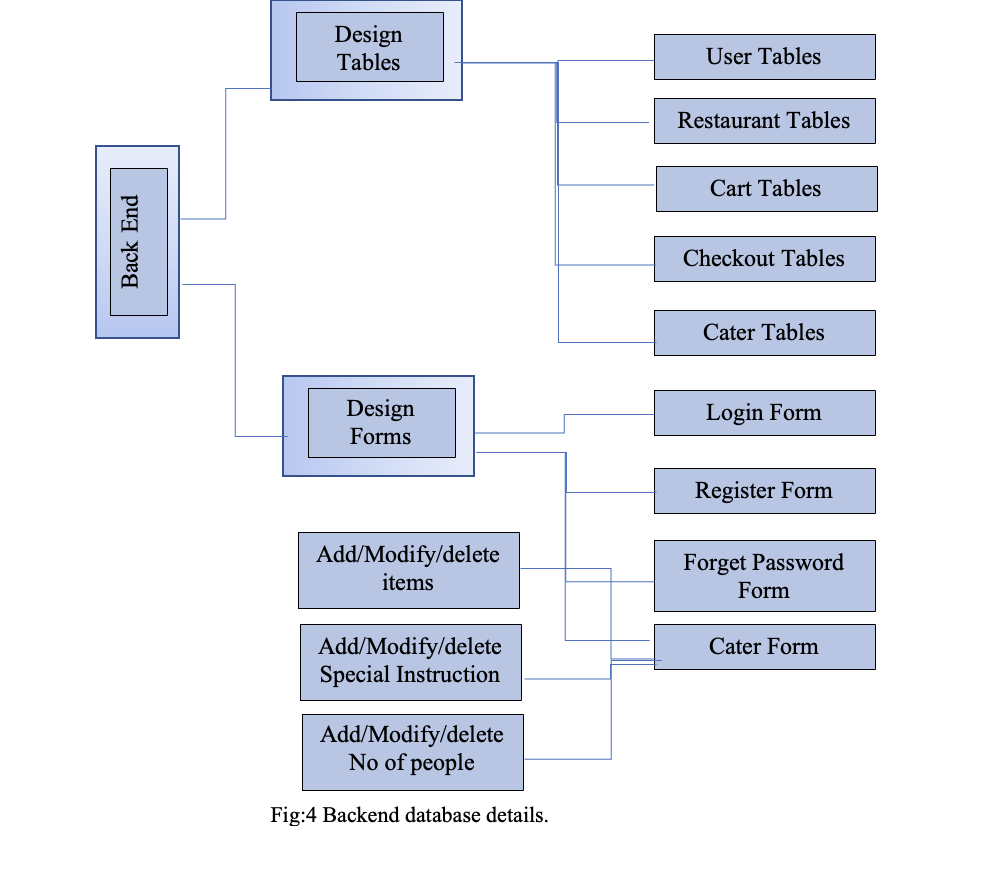 Design
Tables
User Tables
Restaurant Tables
Cart Tables
Back End
Checkout Tables
Cater Tables
Design
Forms
Login Form
Register Form
Add/Modify/delete
items
Forget Password
Form
Add/Modify/delete
Special Instruction
Cater Form
Add/Modify/delete
No of people
Fig:4 Backend database details.